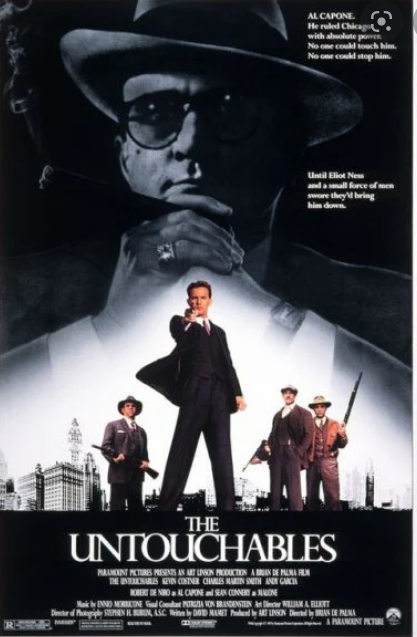 AL CAPONE.
He ruled Chicago
with absolute power.
No one could touch him.
No one could stop him.
Until Eliot Ness
and a small force of men
swore they'd bring
him down.
THE
UNTOUCHABLES
PARAMOUNT PICTURES PRESENTS AN ART LINSON PRODUCTION A BRIAN DE PALMA FILM
THE UNTOUCHABLES KEVIN COSTNER CHARLES MARTIN SMITH ANDY GARCIA
ROBERT DE NIRO as AL CAPONE and SEAN CONNERY as MALONE
Music by ENNIO MORRICONE Visual Consultant PATRIZIA VON BRANDENSTEIN Art Director WILLIAM A. ELLIOTT
Director of Photography STEPHEN H. BURUM, A.S.C. Written by DAVID MAMET Produced by ART LINSON Directed by BRIAN DE PALMA
R RESTRICTED
A PARAMOUNT PICTURE